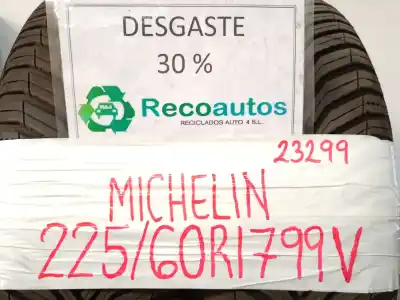 DESGASTE
30 %
Recoautos
RECICLADOS AUTO 4 S.L.
23299
MICHELIN
225/60R1799V